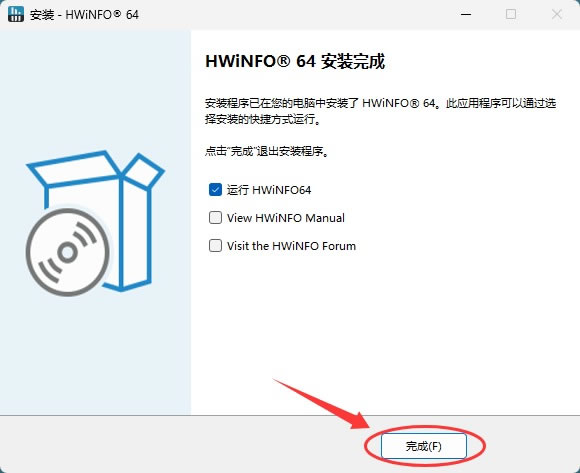 安装 - HWiNFO® 64
HWiNFO® 64 安装完成
安装程序已在您的电脑中安装了 HWiNFO® 64。此应用程序可以通过选
择安装的快捷方式运行。
点击“完成”退出安装程序。
运行 HWiNFO64
View HWiNFO Manual
Visit the HWiNFO Forum
完成(F)